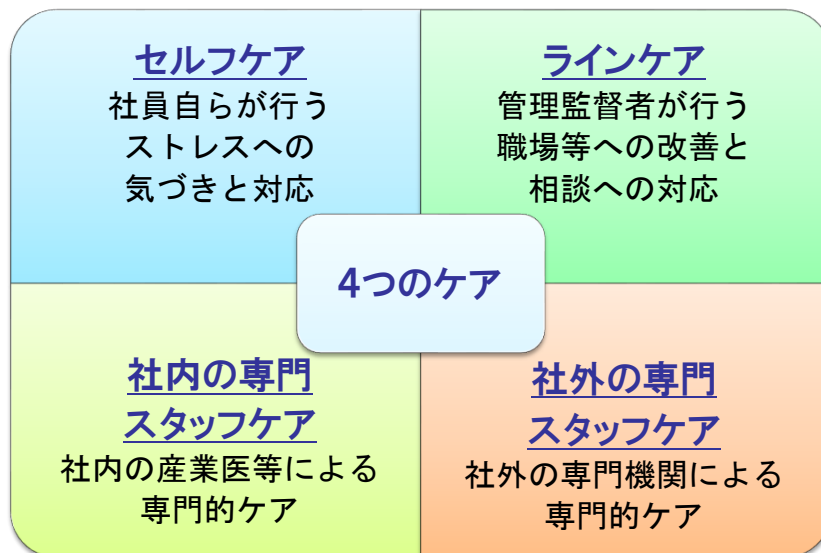 セルフケア
社員自らが行う
ストレスへの
気づきと対応
ラインケア
管理監督者が行う
職場等への改善と
相談への対応
4つのケア
社内の専門
スタッフケア
社内の産業医等による
専門的ケア
社外の専門
スタッフケア
社外の専門機関による
専門的ケア